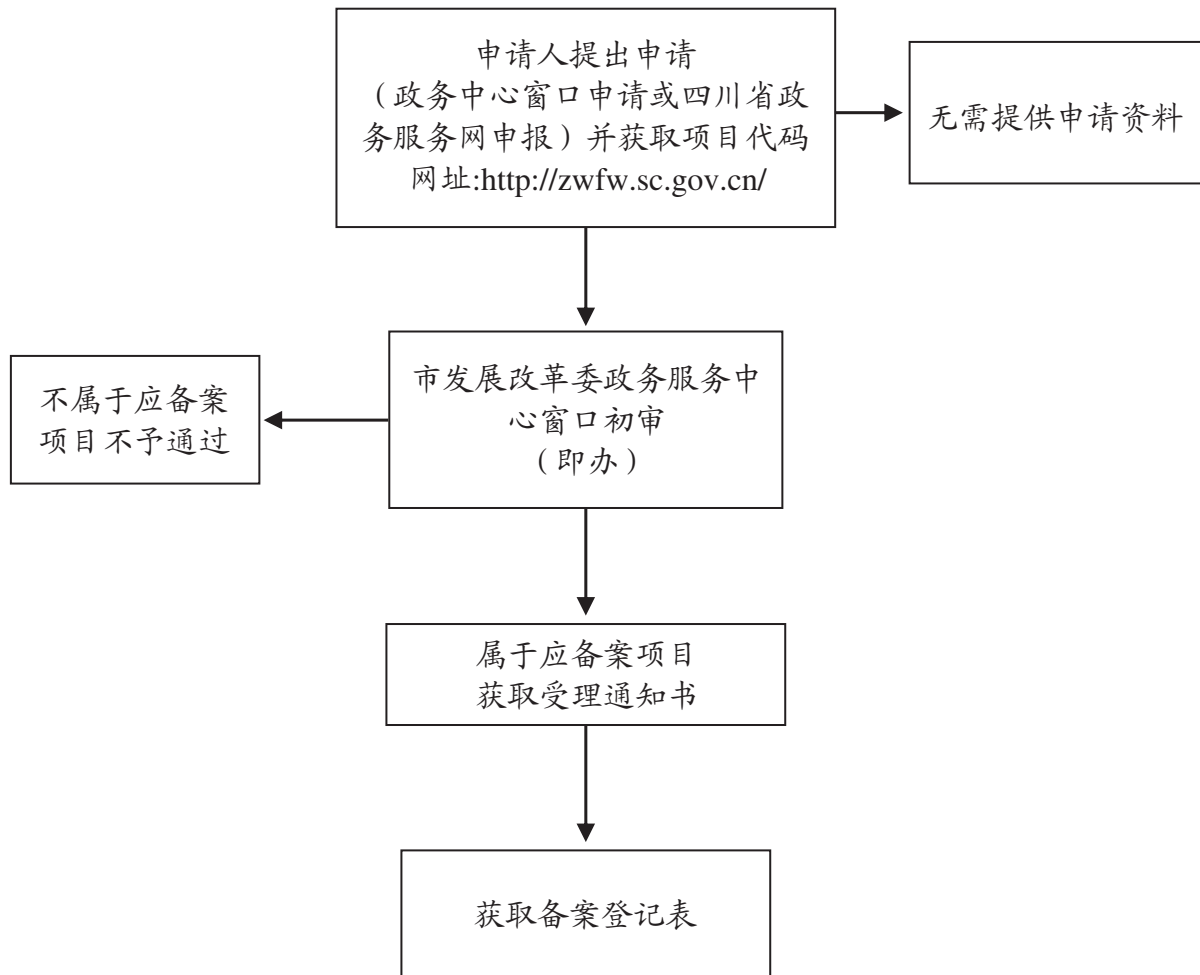 申请人提出申请
（政务中心窗口申请或四川省政
务服务网申报）并获取项目代码
网址:http://zwfw.sc.gov.cn/
无需提供申请资料
市发展改革委政务服务中
心窗口初审
（即办）
不属于应备案
项目不予通过
属于应备案项目
获取受理通知书
获取备案登记表